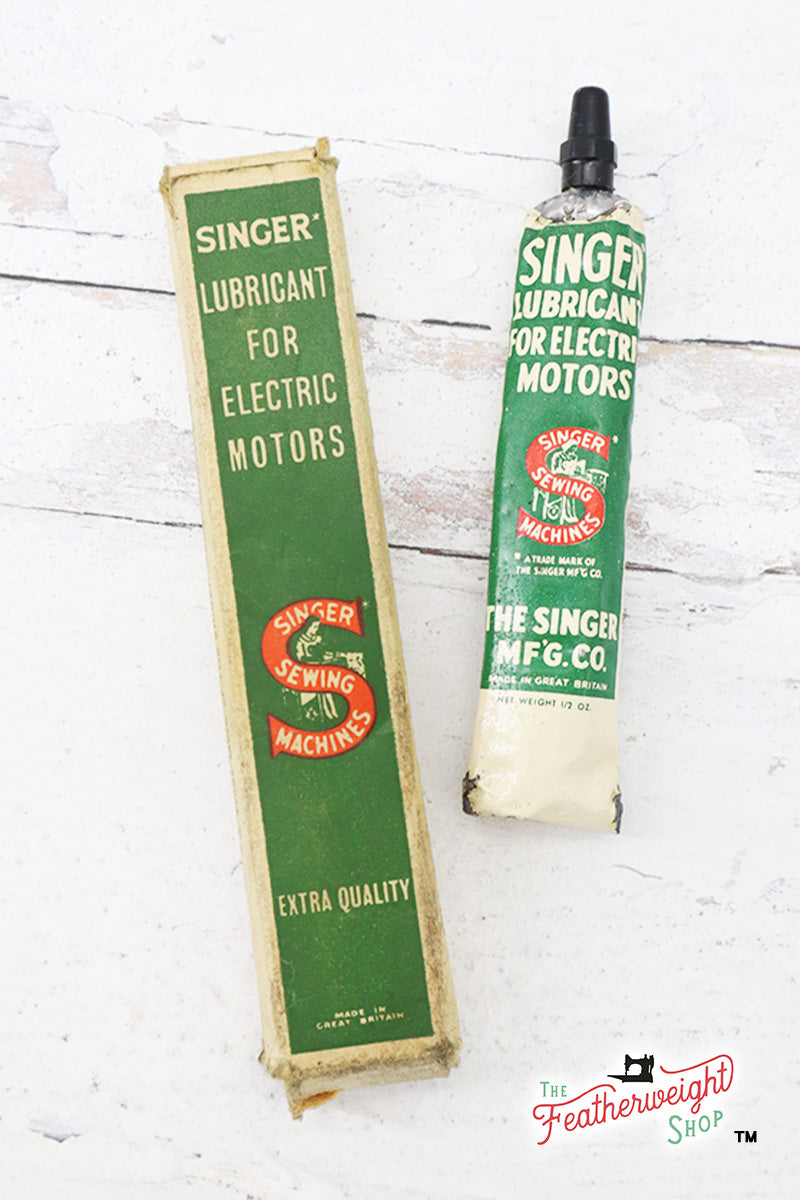 SINGER*
LUBRICANT
FOR
ELECTRIC
MOTORS
SINGER*
SEWING
MACHINES
EXTRA QUALITY
MADE IN
GREAT BRITAIN
SINGER
LUBRICANT
FOR ELECTRI
MOTORS
SINGER*
SEWING
MACHINES
* A TRADE MARK OF
THE SINGER MF'G CO.
THE SINGER
MF'G. CO.
MADE IN GREAT BRITAIN
NET WEIGHT 1/2 OZ.
THE
Featherweight
SHOP
TM